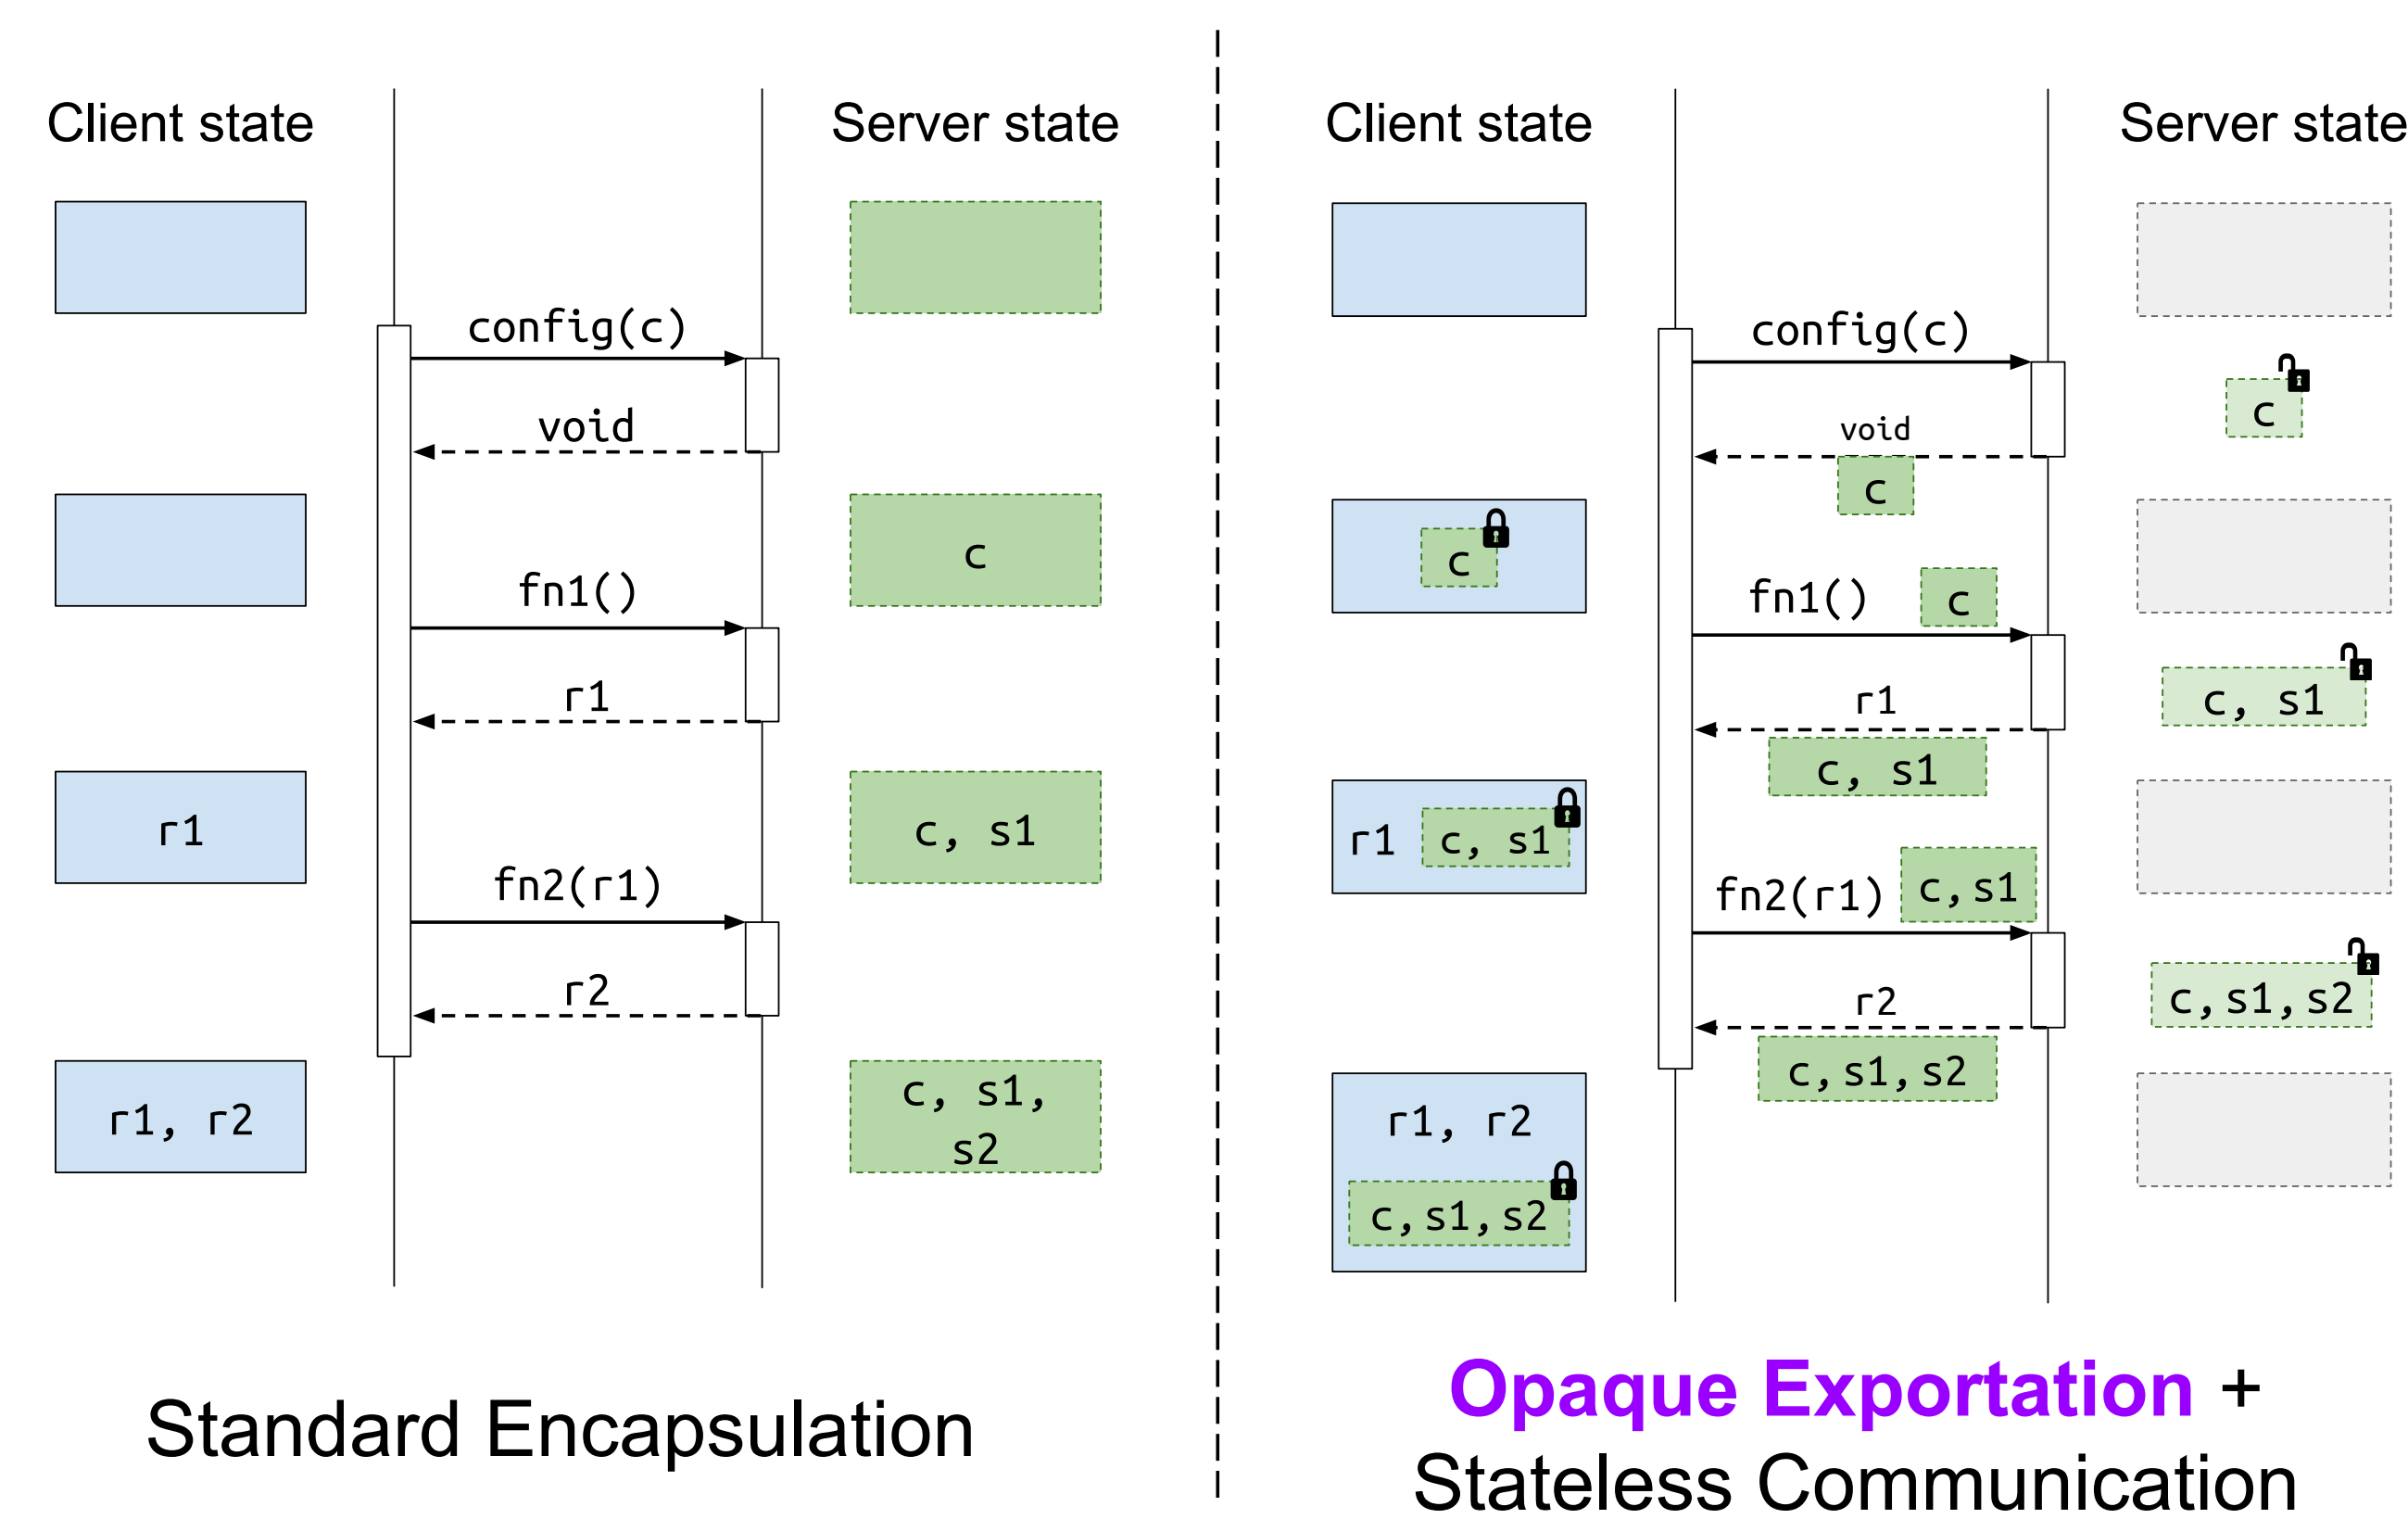 Client state
Server state
config(c)
void
c
fn1()
r1
r1
c, s1
fn2(r1)
r2
r1, r2
c, s1,
s2
Standard Encapsulation
Client state
Server state
config(c)
c
void
c
c
fn1()
c
c, s1
r1
c, s1
r1
c, s1
fn2(r1)
c,s1
c,s1,s2
r2
c,s1,s2
r1, r2
c,s1,s2
Opaque Exportation +
Stateless Communication